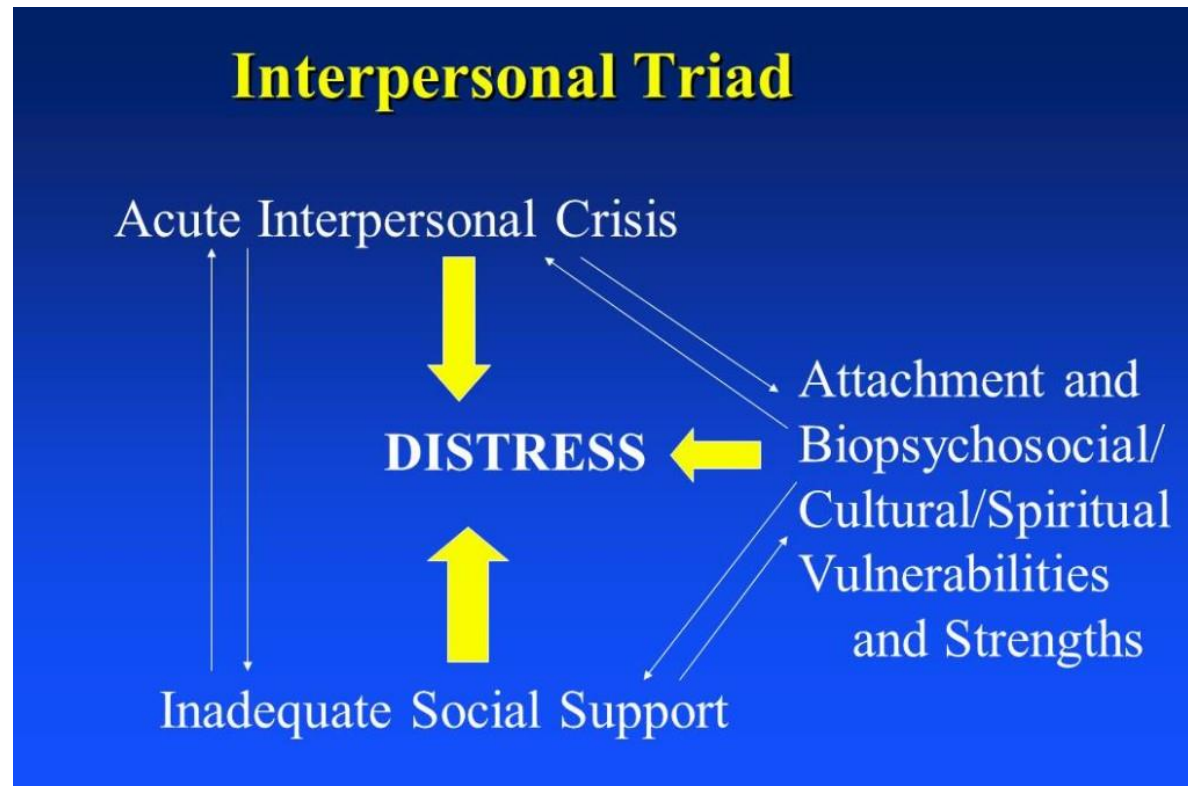 Interpersonal Triad
Acute Interpersonal Crisis
DISTRESS
Attachment and
Biopsychosocial/
Cultural/Spiritual
Vulnerabilities
and Strengths
Inadequate Social Support